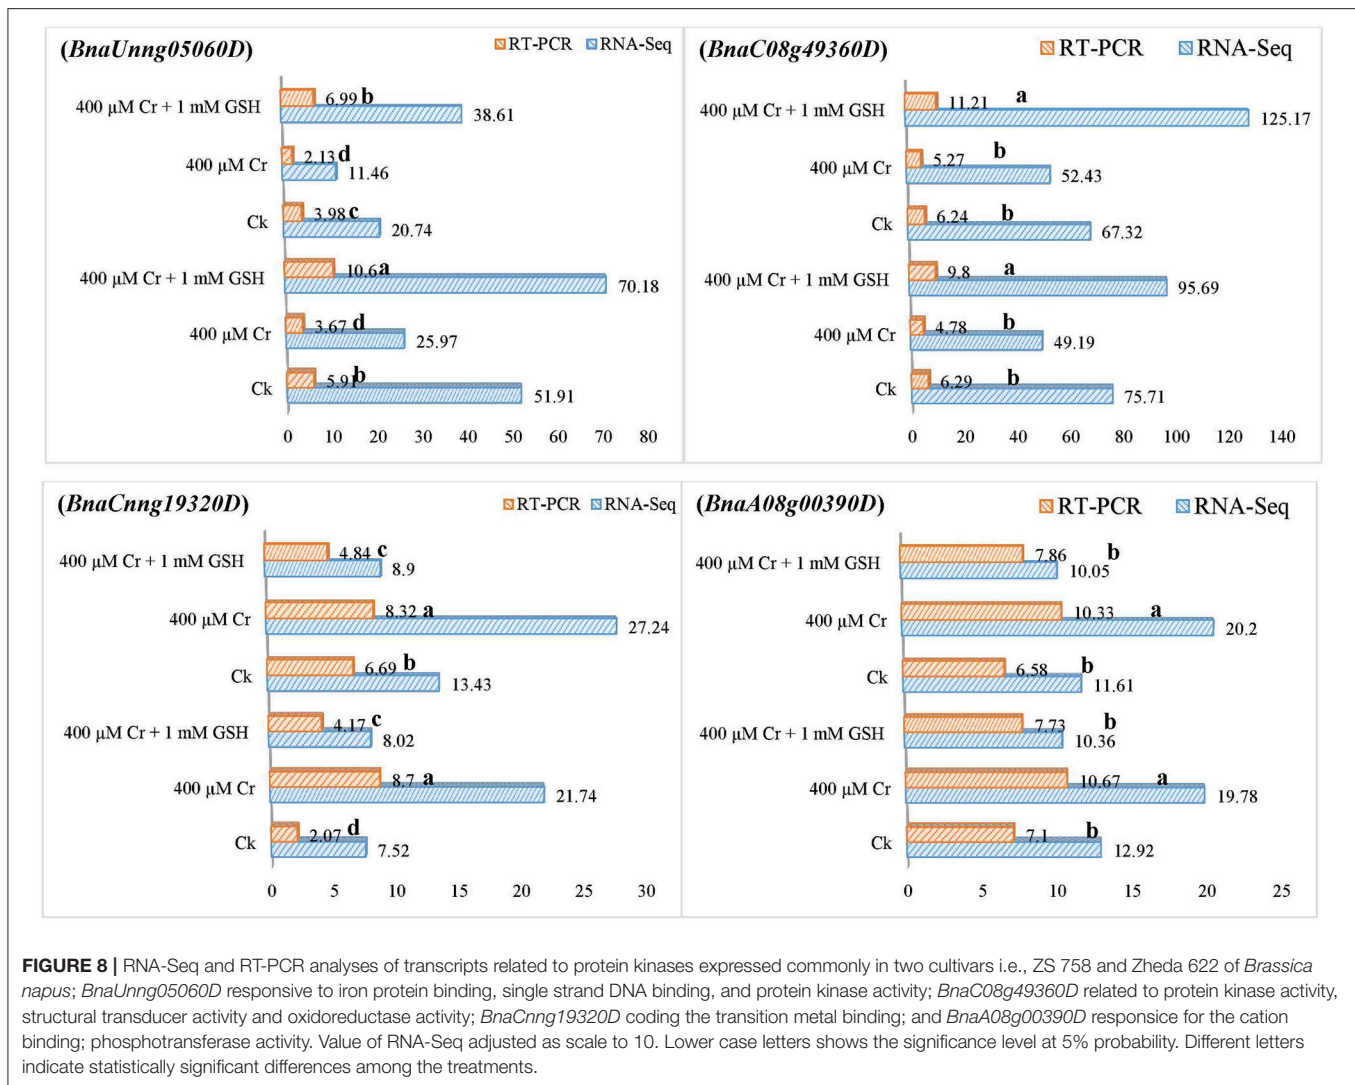 (BnaUnng05060D)
RT-PCR RNA-Seq
400 µM Cr + 1 mM GSH 6.99 b 38.61
400 µM Cr 2.13 d 11.46
Ck 3.98 c 20.74
400 µM Cr + 1 mM GSH 10.6 a 70.18
400 µM Cr 3.67 d 25.97
Ck 5.91 b 51.91
0 10 20 30 40 50 60 70 80
(BnaC08g49360D)
RT-PCR RNA-Seq
400 µM Cr + 1 mM GSH 11.21 a 125.17
400 µM Cr 5.27 b 52.43
Ck 6.24 b 67.32
400 µM Cr + 1 mM GSH 9.8 a 95.69
400 µM Cr 4.78 b 49.19
Ck 6.29 b 75.71
0 20 40 60 80 100 120 140
(BnaCnng19320D)
RT-PCR RNA-Seq
400 µM Cr + 1 mM GSH 4.84 c 8.9
400 µM Cr 8.32 a 27.24
Ck 6.69 b 13.43
400 µM Cr + 1 mM GSH 4.17 c 8.02
400 µM Cr 8.7 a 21.74
Ck 2.07 d 7.52
0 5 10 15 20 25 30
(BnaA08g00390D)
RT-PCR RNA-Seq
400 µM Cr + 1 mM GSH 7.86 b 10.05
400 µM Cr 10.33 a 20.2
Ck 6.58 b 11.61
400 µM Cr + 1 mM GSH 7.73 b 10.36
400 µM Cr 10.67 a 19.78
Ck 7.1 b 12.92
0 5 10 15 20 25
FIGURE 8 | RNA-Seq and RT-PCR analyses of transcripts related to protein kinases expressed commonly in two cultivars i.e., ZS 758 and Zheda 622 of Brassica
napus; BnaUnng05060D responsive to iron protein binding, single strand DNA binding, and protein kinase activity; BnaC08g49360D related to protein kinase activity,
structural transducer activity and oxidoreductase activity; BnaCnng19320D coding the transition metal binding; and BnaA08g00390D responsice for the cation
binding; phosphotransferase activity. Value of RNA-Seq adjusted as scale to 10. Lower case letters shows the significance level at 5% probability. Different letters
indicate statistically significant differences among the treatments.